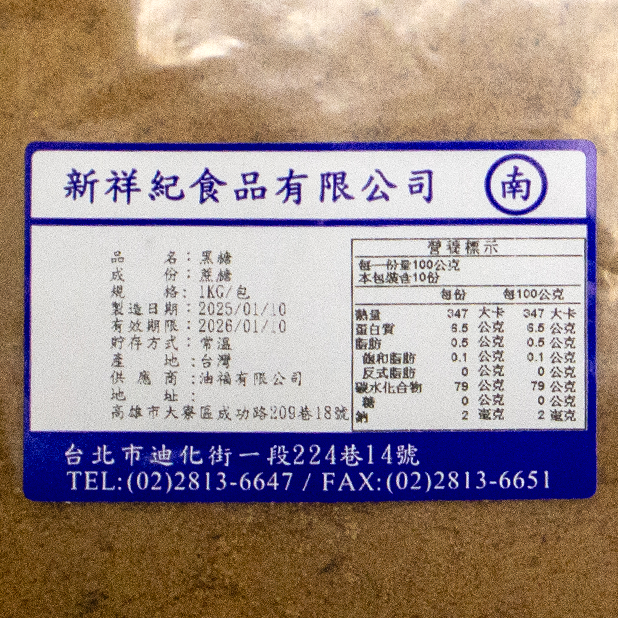 新祥紀食品有限公司 南
品名：黑糖
成份：蔗糖
規格：1KG/包
製造日期：2025/01/10
有效期限：2026/01/10
貯存方式：常溫
產地：台灣
供應商：油福有限公司
地址：
高雄市大寮區成功路209巷18號
營養標示
每一份量100公克
本包裝含10份
每份 每100公克
熱量 347 大卡 347 大卡
蛋白質 6.5 公克 6.5 公克
脂肪 0.5 公克 0.5 公克
飽和脂肪 0.1 公克 0.1 公克
反式脂肪 0 公克 0 公克
碳水化合物 79 公克 79 公克
糖 0 公克 0 公克
鈉 2 毫克 2 毫克
台北市迪化街一段224巷14號
TEL:(02)2813-6647 / FAX:(02)2813-6651